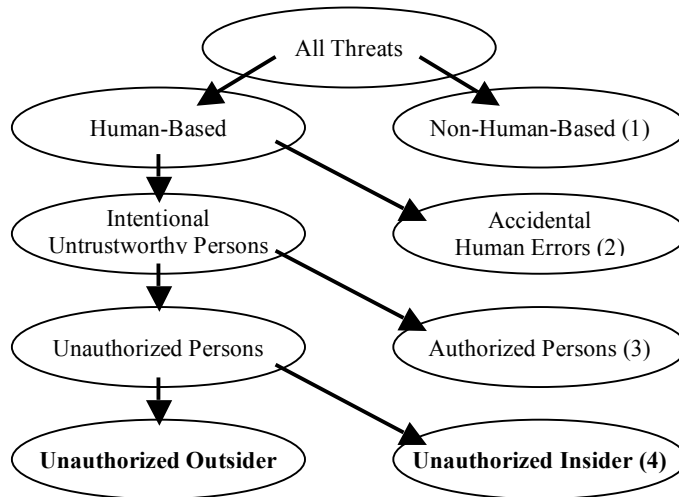 All Threats
Human-Based
Non-Human-Based (1)
Intentional
Untrustworthy Persons
Accidental
Human Errors (2)
Unauthorized Persons
Authorized Persons (3)
Unauthorized Outsider
Unauthorized Insider (4)